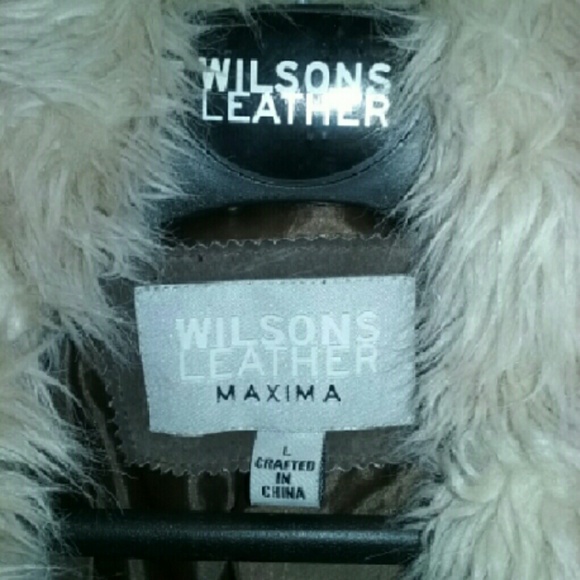 WILSONS
LEATHER
WILSONS
LEATHER
MAXIMA
L
CRAFTED
IN
CHINA